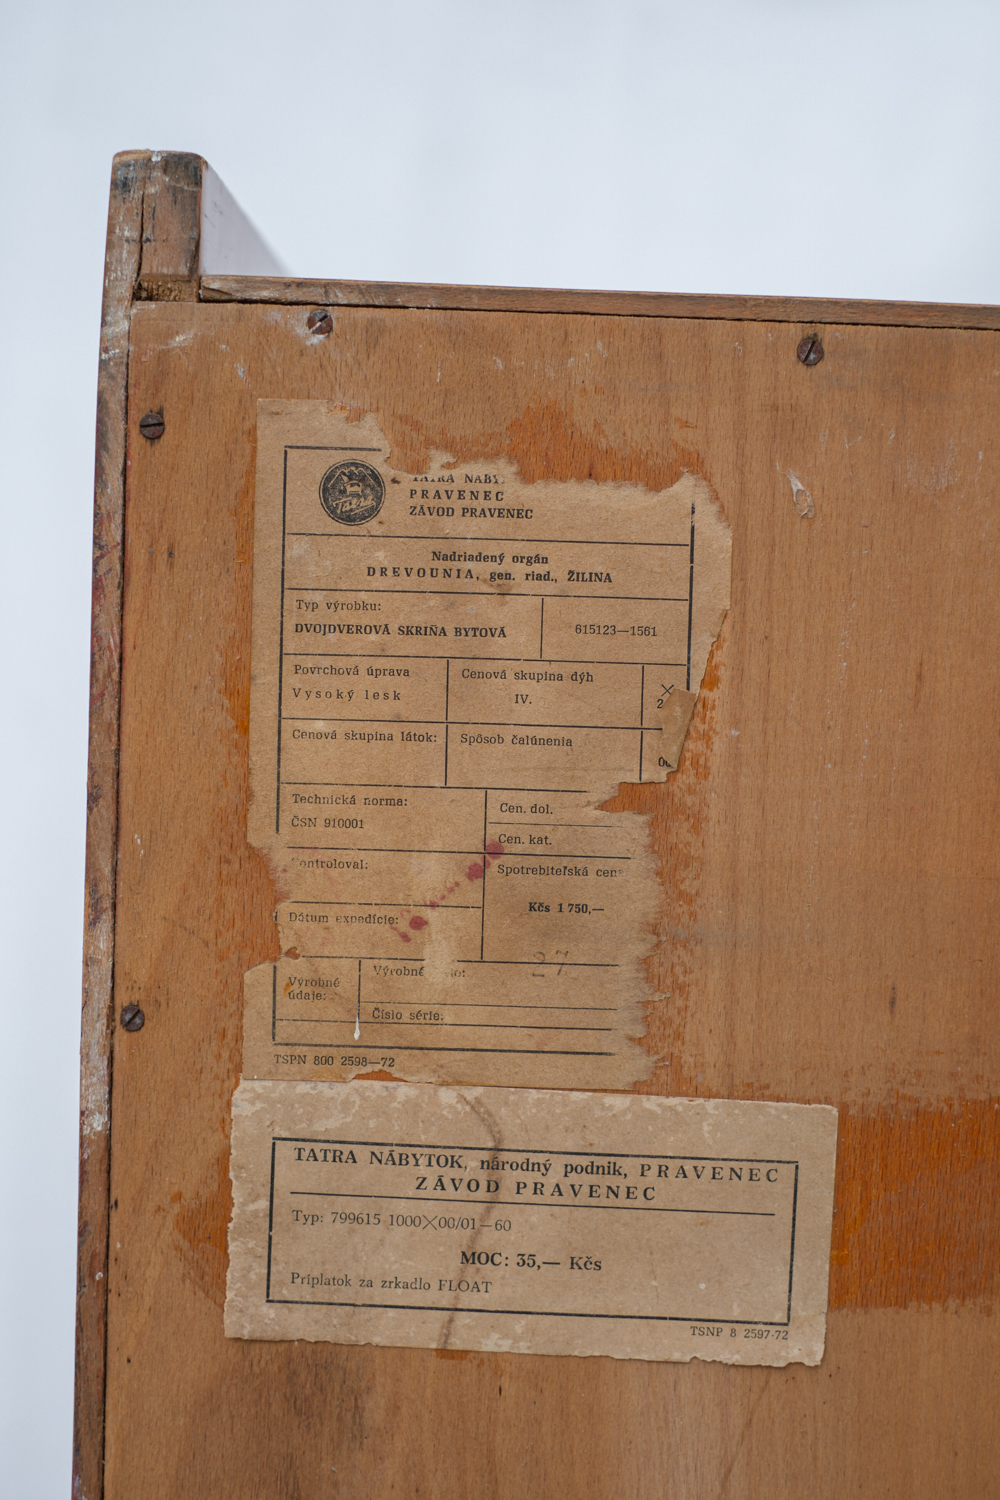 PRAVENEC
ZÁVOD PRAVENEC
Nadriadený orgán
DREVOUNIA, gen. riad., ŽILINA
Typ výrobku:
DVOJDVEROVÁ SKRIŇA BYTOVÁ
615123—1561
Povrchová úprava
Vysoký lesk
Cenová skupina dýh
IV.
Cenová skupina látok:
Spôsob čalúnenia
Technická norma:
ČSN 910001
Cen. dol.
Cen. kat.
Spotrebiteľská
Kčs 1 750,—
Dátum expedície:
Výrobné
údaje:
Výrobné
Číslo série:
TSPN 800 2598—72
TATRA NÁBYTOK, národný podnik, PRAVENEC
ZÁVOD PRAVENEC
Typ: 799615 1000×00/01—60
MOC: 35,— Kčs
Príplatok za zrkadlo FLOAT
TSNP 8 2597-72